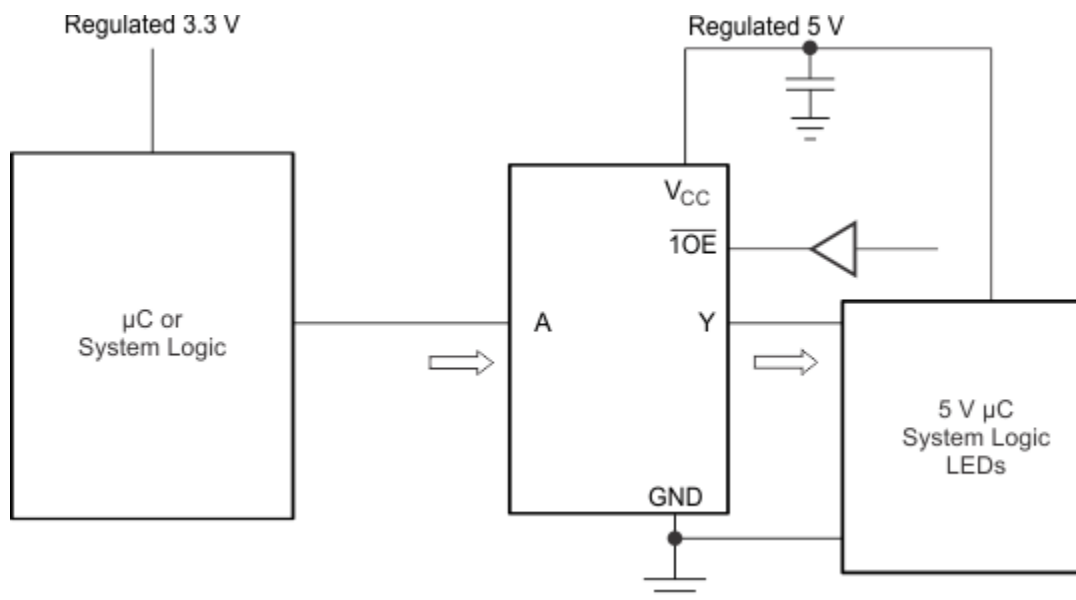 Regulated 3.3 V
Regulated 5 V
VCC
1OE
µC or
System Logic
A
Y
5 V µC
System Logic
LEDs
GND